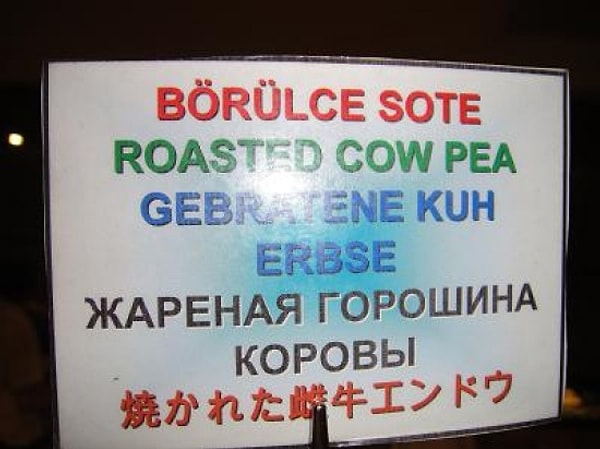 BÖRÜLCE SOTE
ROASTED COW PEA
GEBRATENE KUH
ERBSE
ЖАРЕНАЯ ГОРОШИНА
КОРОВЫ
焼かれた雌牛エンドウ